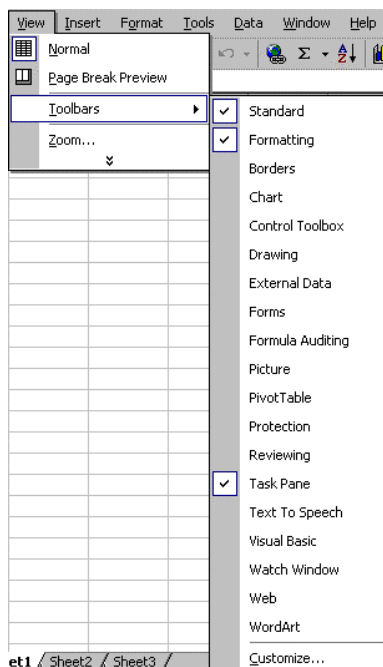 View Insert Format Tools Data Window Help
Normal
Page Break Preview
Toolbars
Zoom...
Standard
Formatting
Borders
Chart
Control Toolbox
Drawing
External Data
Forms
Formula Auditing
Picture
PivotTable
Protection
Reviewing
Task Pane
Text To Speech
Visual Basic
Watch Window
Web
WordArt
Customize...
et1 / Sheet2 / Sheet3 /